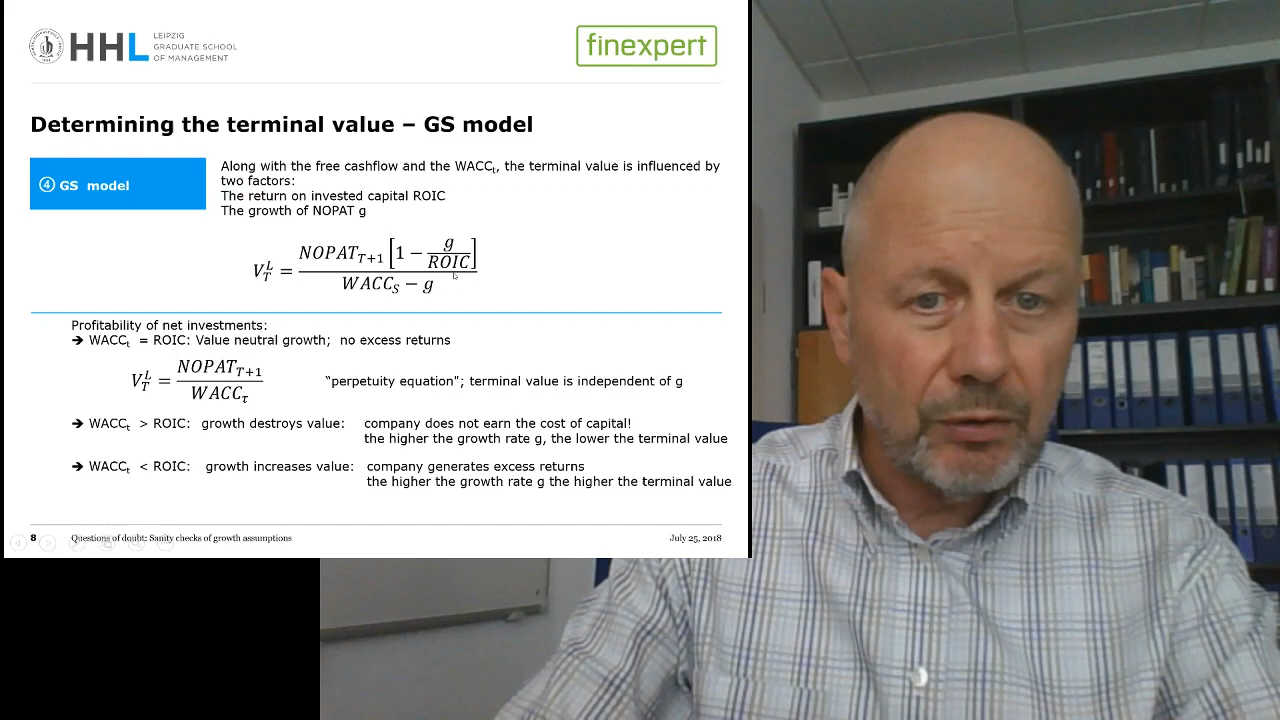 HHL
LEIPZIG
GRADUATE SCHOOL
OF MANAGEMENT
finexpert
Determining the terminal value – GS model
④ GS model
Along with the free cashflow and the WACCₜ, the terminal value is influenced by
two factors:
The return on invested capital ROIC
The growth of NOPAT g
V_T^L = NOPAT_{T+1} [1 − g/ROIC] / (WACC_S − g)
Profitability of net investments:
➔ WACCₜ = ROIC: Value neutral growth; no excess returns
V_T^L = NOPAT_{T+1} / WACC_τ
“perpetuity equation"; terminal value is independent of g
➔ WACCₜ > ROIC: growth destroys value: company does not earn the cost of capital!
the higher the growth rate g, the lower the terminal value
➔ WACCₜ < ROIC: growth increases value: company generates excess returns
the higher the growth rate g the higher the terminal value
8 Questions of doubt: Sanity checks of growth assumptions July 25, 2018